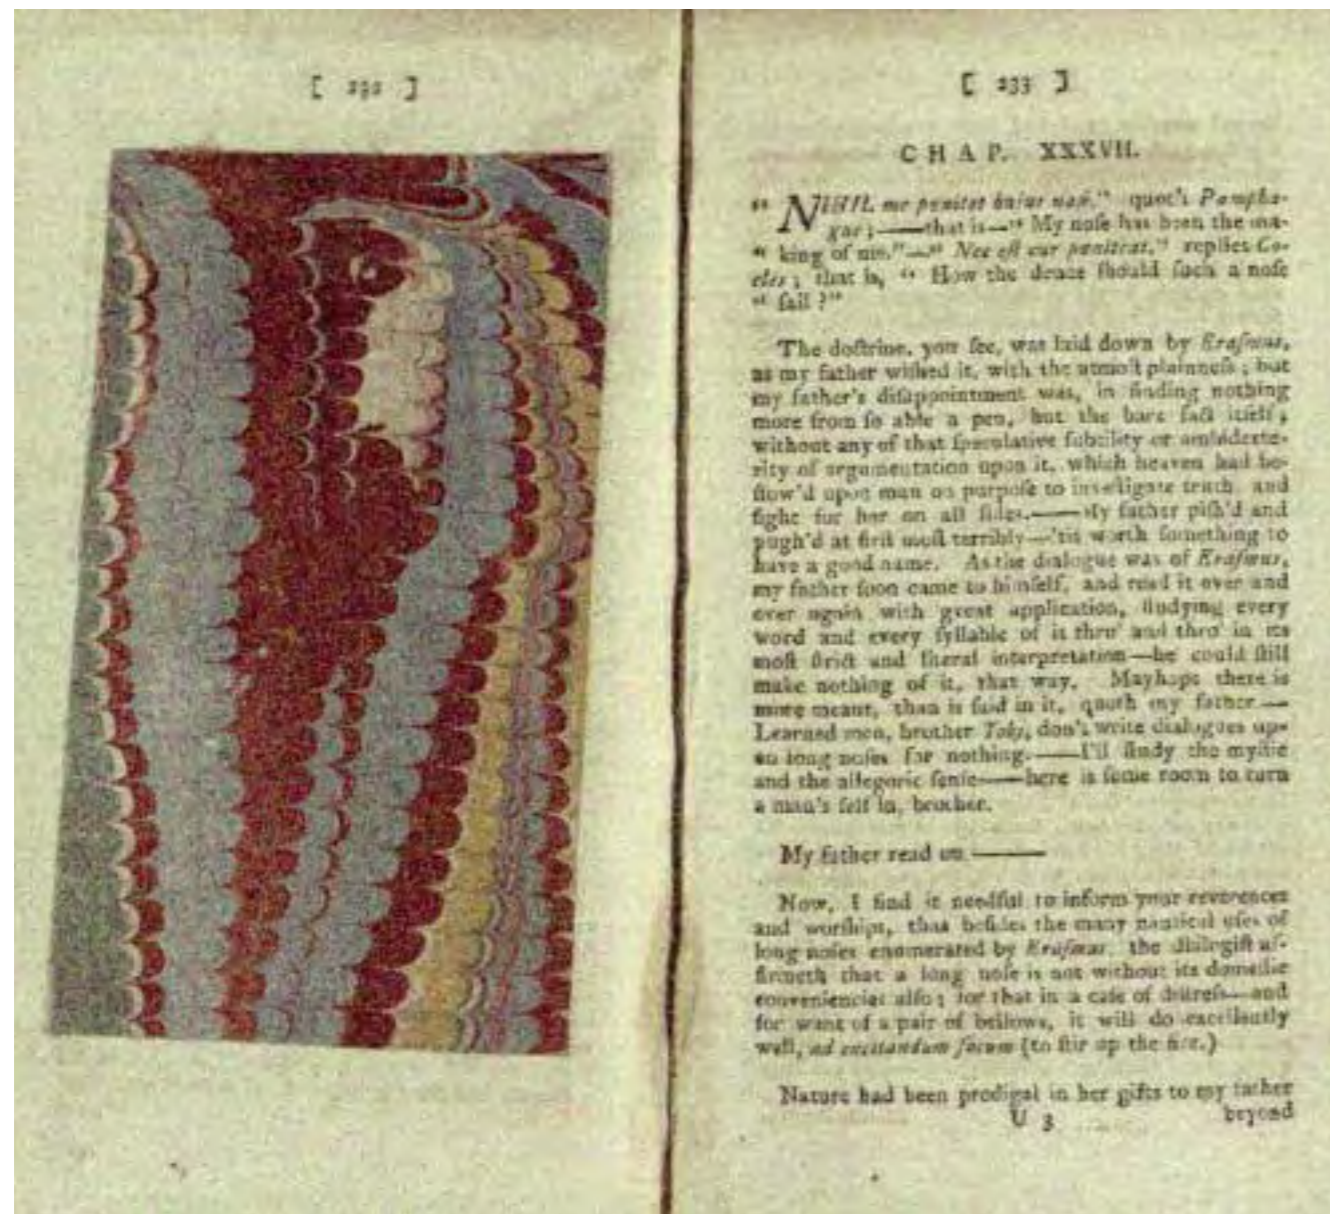 [ 232 ]
[ 233 ]
CHAP. XXXVII.
“ NIHIL me pænitet hujus naſi,” quoth Pampha-
gus ;——that is—“ My noſe has been the ma-
“ king of me.”—“ Nec eſt cur pæniteat,” replies Co-
cles ; that is, “ How the deuce ſhould ſuch a noſe
“ fail ?”
The doctrine, you ſee, was laid down by Eraſmus,
as my father wiſhed it, with the utmoſt plainneſs ; but
my father's diſappointment was, in finding nothing
more from ſo able a pen, but the bare fact itſelf ;
without any of that ſpeculative ſubtility or ambidexte-
rity of argumentation upon it, which heaven had be-
ſtow'd upon man on purpoſe to inveſtigate truth and
fight for her on all ſides.——My father piſh'd and
pugh'd at firſt moſt terribly—'tis worth ſomething to
have a good name. As the dialogue was of Eraſmus,
my father ſoon came to himſelf, and read it over and
over again with great application, ſtudying every
word and every ſyllable of it thro' and thro' in its
moſt ſtrict and literal interpretation—he could ſtill
make nothing of it, that way. Mayhaps there is
more meant, than is ſaid in it, quoth my father.—
Learned men, brother Toby, don't write dialogues up-
on long noſes for nothing.——I'll ſtudy the myſtic
and the allegoric ſenſe——here is ſome room to turn
a man's ſelf in, brother.
My father read on.———
Now, I find it needful to inform your reverences
and worſhips, that beſides the many nautical uſes of
long noſes enumerated by Eraſmus, the dialogiſt af-
firmeth that a long noſe is not without its domeſtic
conveniencies alſo ; for that in a caſe of diſtreſs—and
for want of a pair of bellows, it will do excellently
well, ad excitandum focum (to ſtir up the fire.)
Nature had been prodigal in her gifts to my father
U 3 beyond